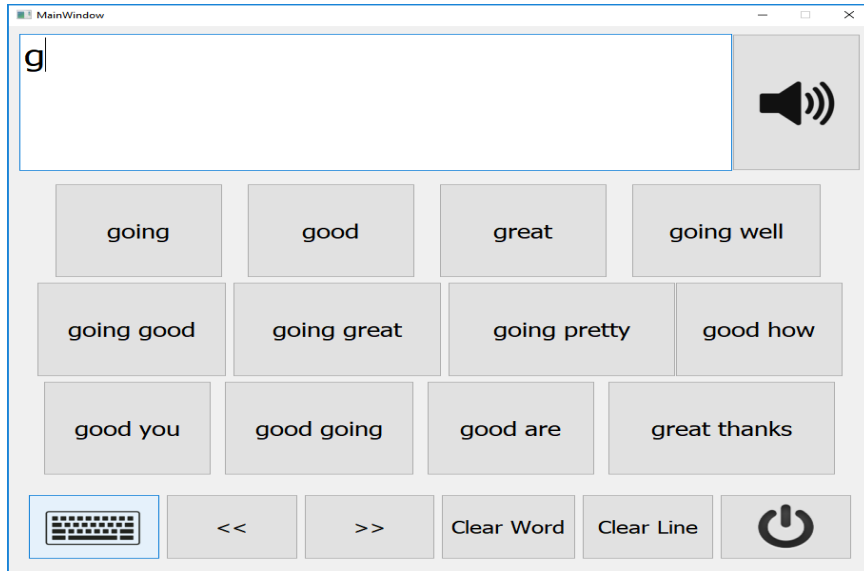 MainWindow
g
going good great going well
going good going great going pretty good how
good you good going good are great thanks
<< >> Clear Word Clear Line